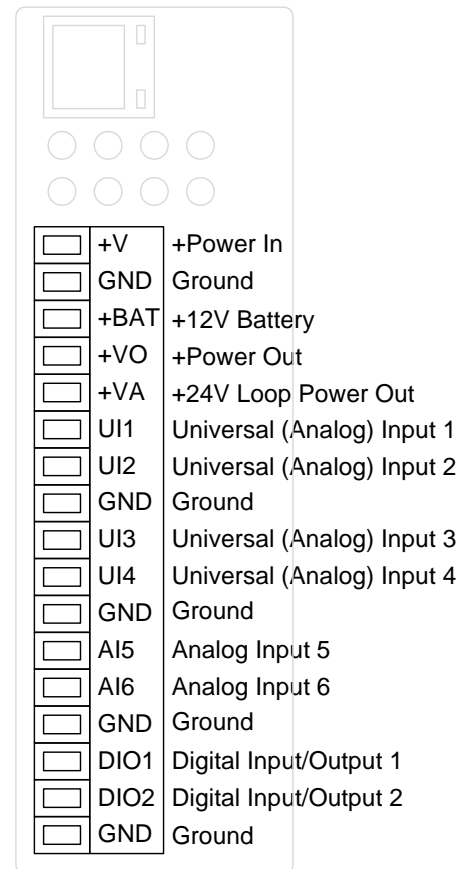 +V +Power In
GND Ground
+BAT +12V Battery
+VO +Power Out
+VA +24V Loop Power Out
UI1 Universal (Analog) Input 1
UI2 Universal (Analog) Input 2
GND Ground
UI3 Universal (Analog) Input 3
UI4 Universal (Analog) Input 4
GND Ground
AI5 Analog Input 5
AI6 Analog Input 6
GND Ground
DIO1 Digital Input/Output 1
DIO2 Digital Input/Output 2
GND Ground